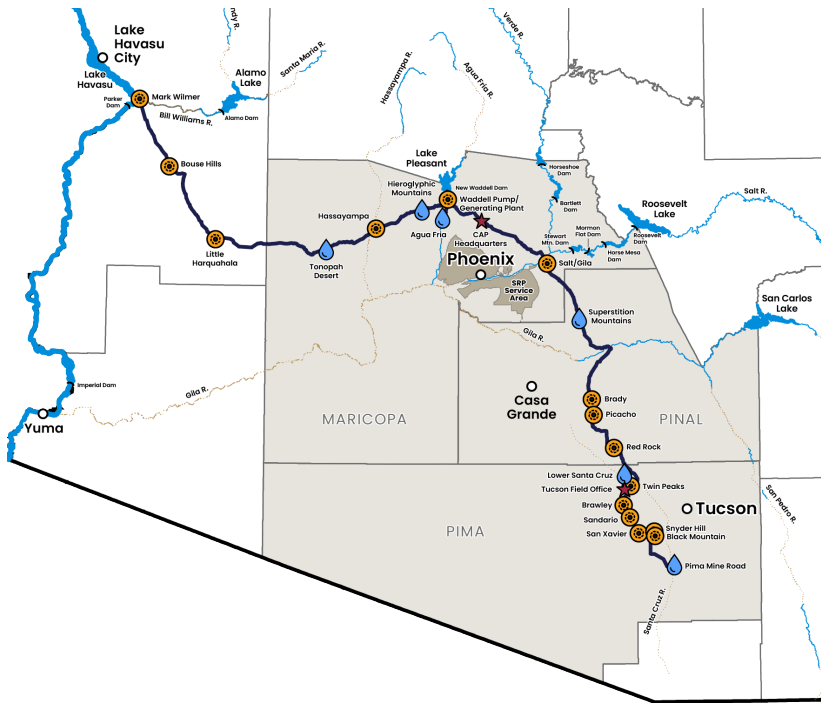 Lake
Havasu
City
Lake
Havasu
Parker
Dam
Mark Wilmer
Bill Williams R.
Alamo
Lake
Alamo Dam
ndy R.
Santa Maria R.
Hassayampa R.
Agua Fria R.
Verde R.
Bouse Hills
Little
Harquahala
Tonopah
Desert
Hassayampa
Hieroglyphic
Mountains
Agua Fria
Lake
Pleasant
New Waddell Dam
Waddell Pump/
Generating Plant
CAP
Headquarters
Phoenix
SRP
Service
Area
Horseshoe
Dam
Bartlett
Dam
Stewart
Mtn. Dam
Mormon
Flat Dam
Horse Mesa
Dam
Roosevelt
Dam
Roosevelt
Lake
Salt R.
Salt/Gila
Superstition
Mountains
San Carlos
Lake
Gila R.
Gila R.
Imperial Dam
Yuma
Casa
Grande
MARICOPA
PINAL
PIMA
Brady
Picacho
Red Rock
Lower Santa Cruz
Tucson Field Office
Twin Peaks
Brawley
Sandario
San Xavier
Snyder Hill
Black Mountain
Tucson
Pima Mine Road
Santa Cruz R.
San Pedro R.